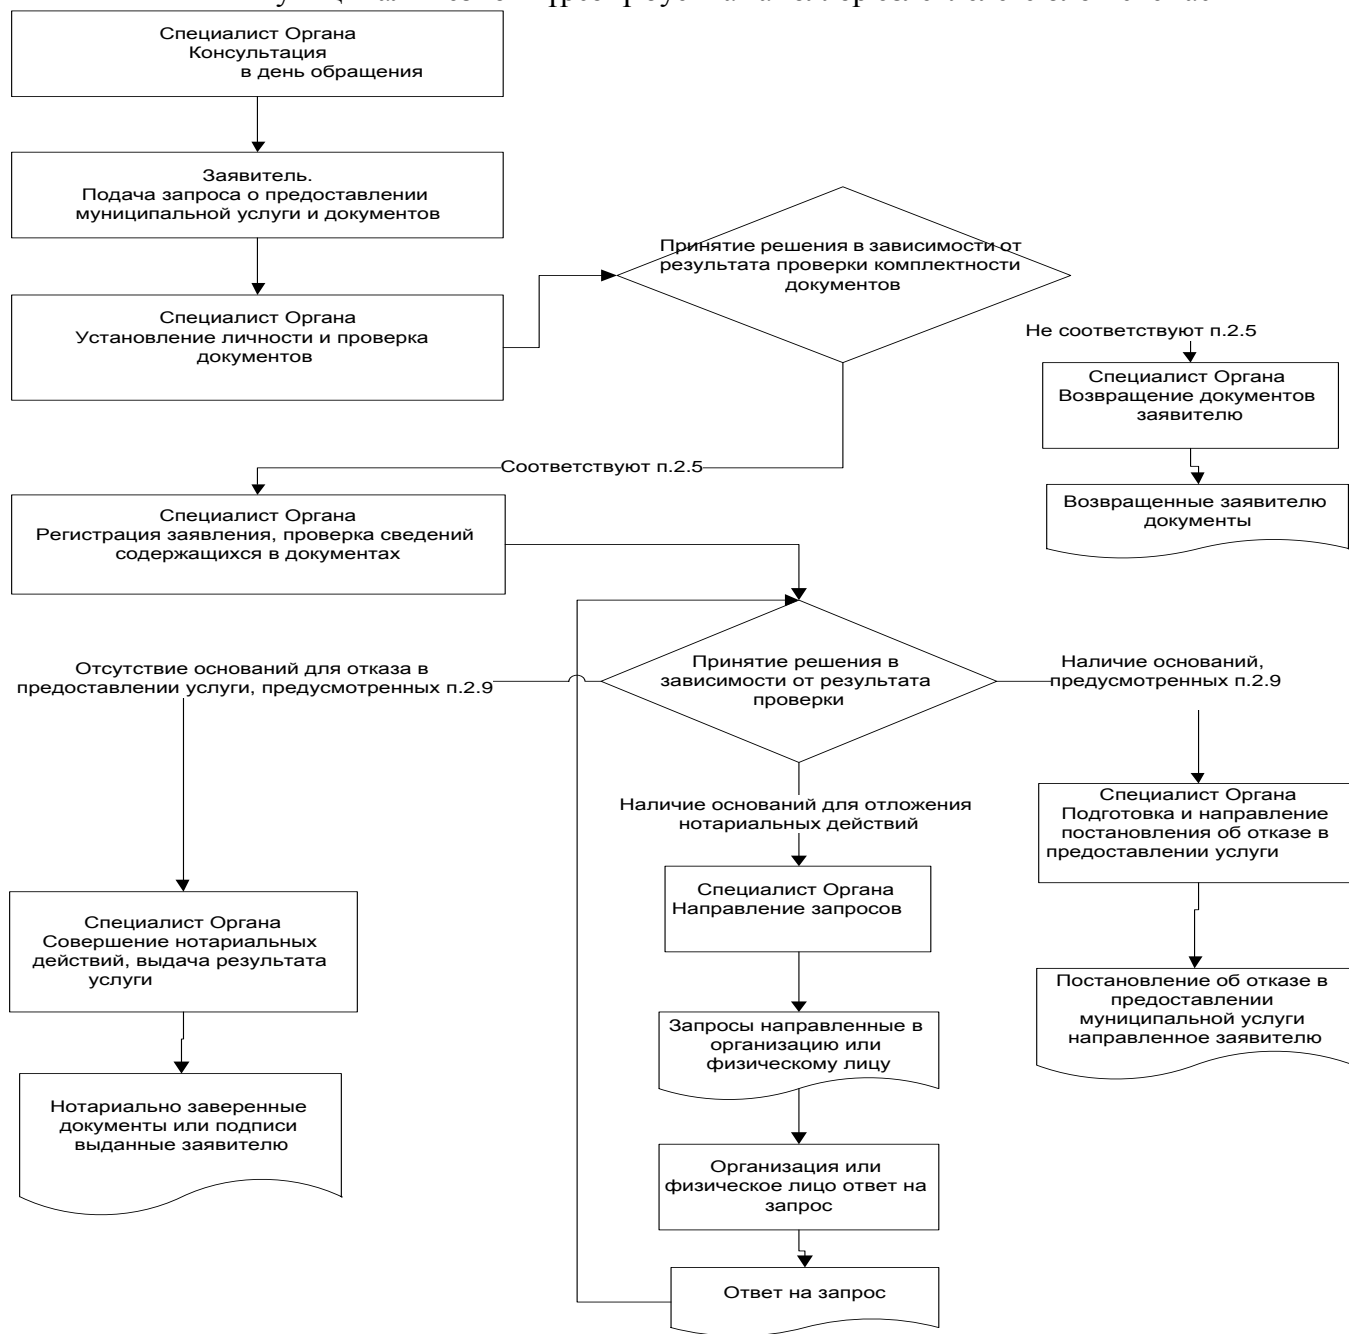 Специалист Органа
Консультация
в день обращения
Заявитель.
Подача запроса о предоставлении
муниципальной услуги и документов
Принятие решения в зависимости от
результата проверки комплектности
документов
Специалист Органа
Установление личности и проверка
документов
Не соответствуют п.2.5
Специалист Органа
Возвращение документов
заявителю
Соответствуют п.2.5
Возвращенные заявителю
документы
Специалист Органа
Регистрация заявления, проверка сведений
содержащихся в документах
Отсутствие оснований для отказа в
предоставлении услуги, предусмотренных п.2.9
Принятие решения в
зависимости от результата
проверки
Наличие оснований,
предусмотренных п.2.9
Наличие оснований для отложения
нотариальных действий
Специалист Органа
Подготовка и направление
постановления об отказе в
предоставлении услуги
Специалист Органа
Направление запросов
Специалист Органа
Совершение нотариальных
действий, выдача результата
услуги
Постановление об отказе в
предоставлении
муниципальной услуги
направленное заявителю
Запросы направленные в
организацию или
физическому лицу
Нотариально заверенные
документы или подписи
выданные заявителю
Организация или
физическое лицо ответ на
запрос
Ответ на запрос